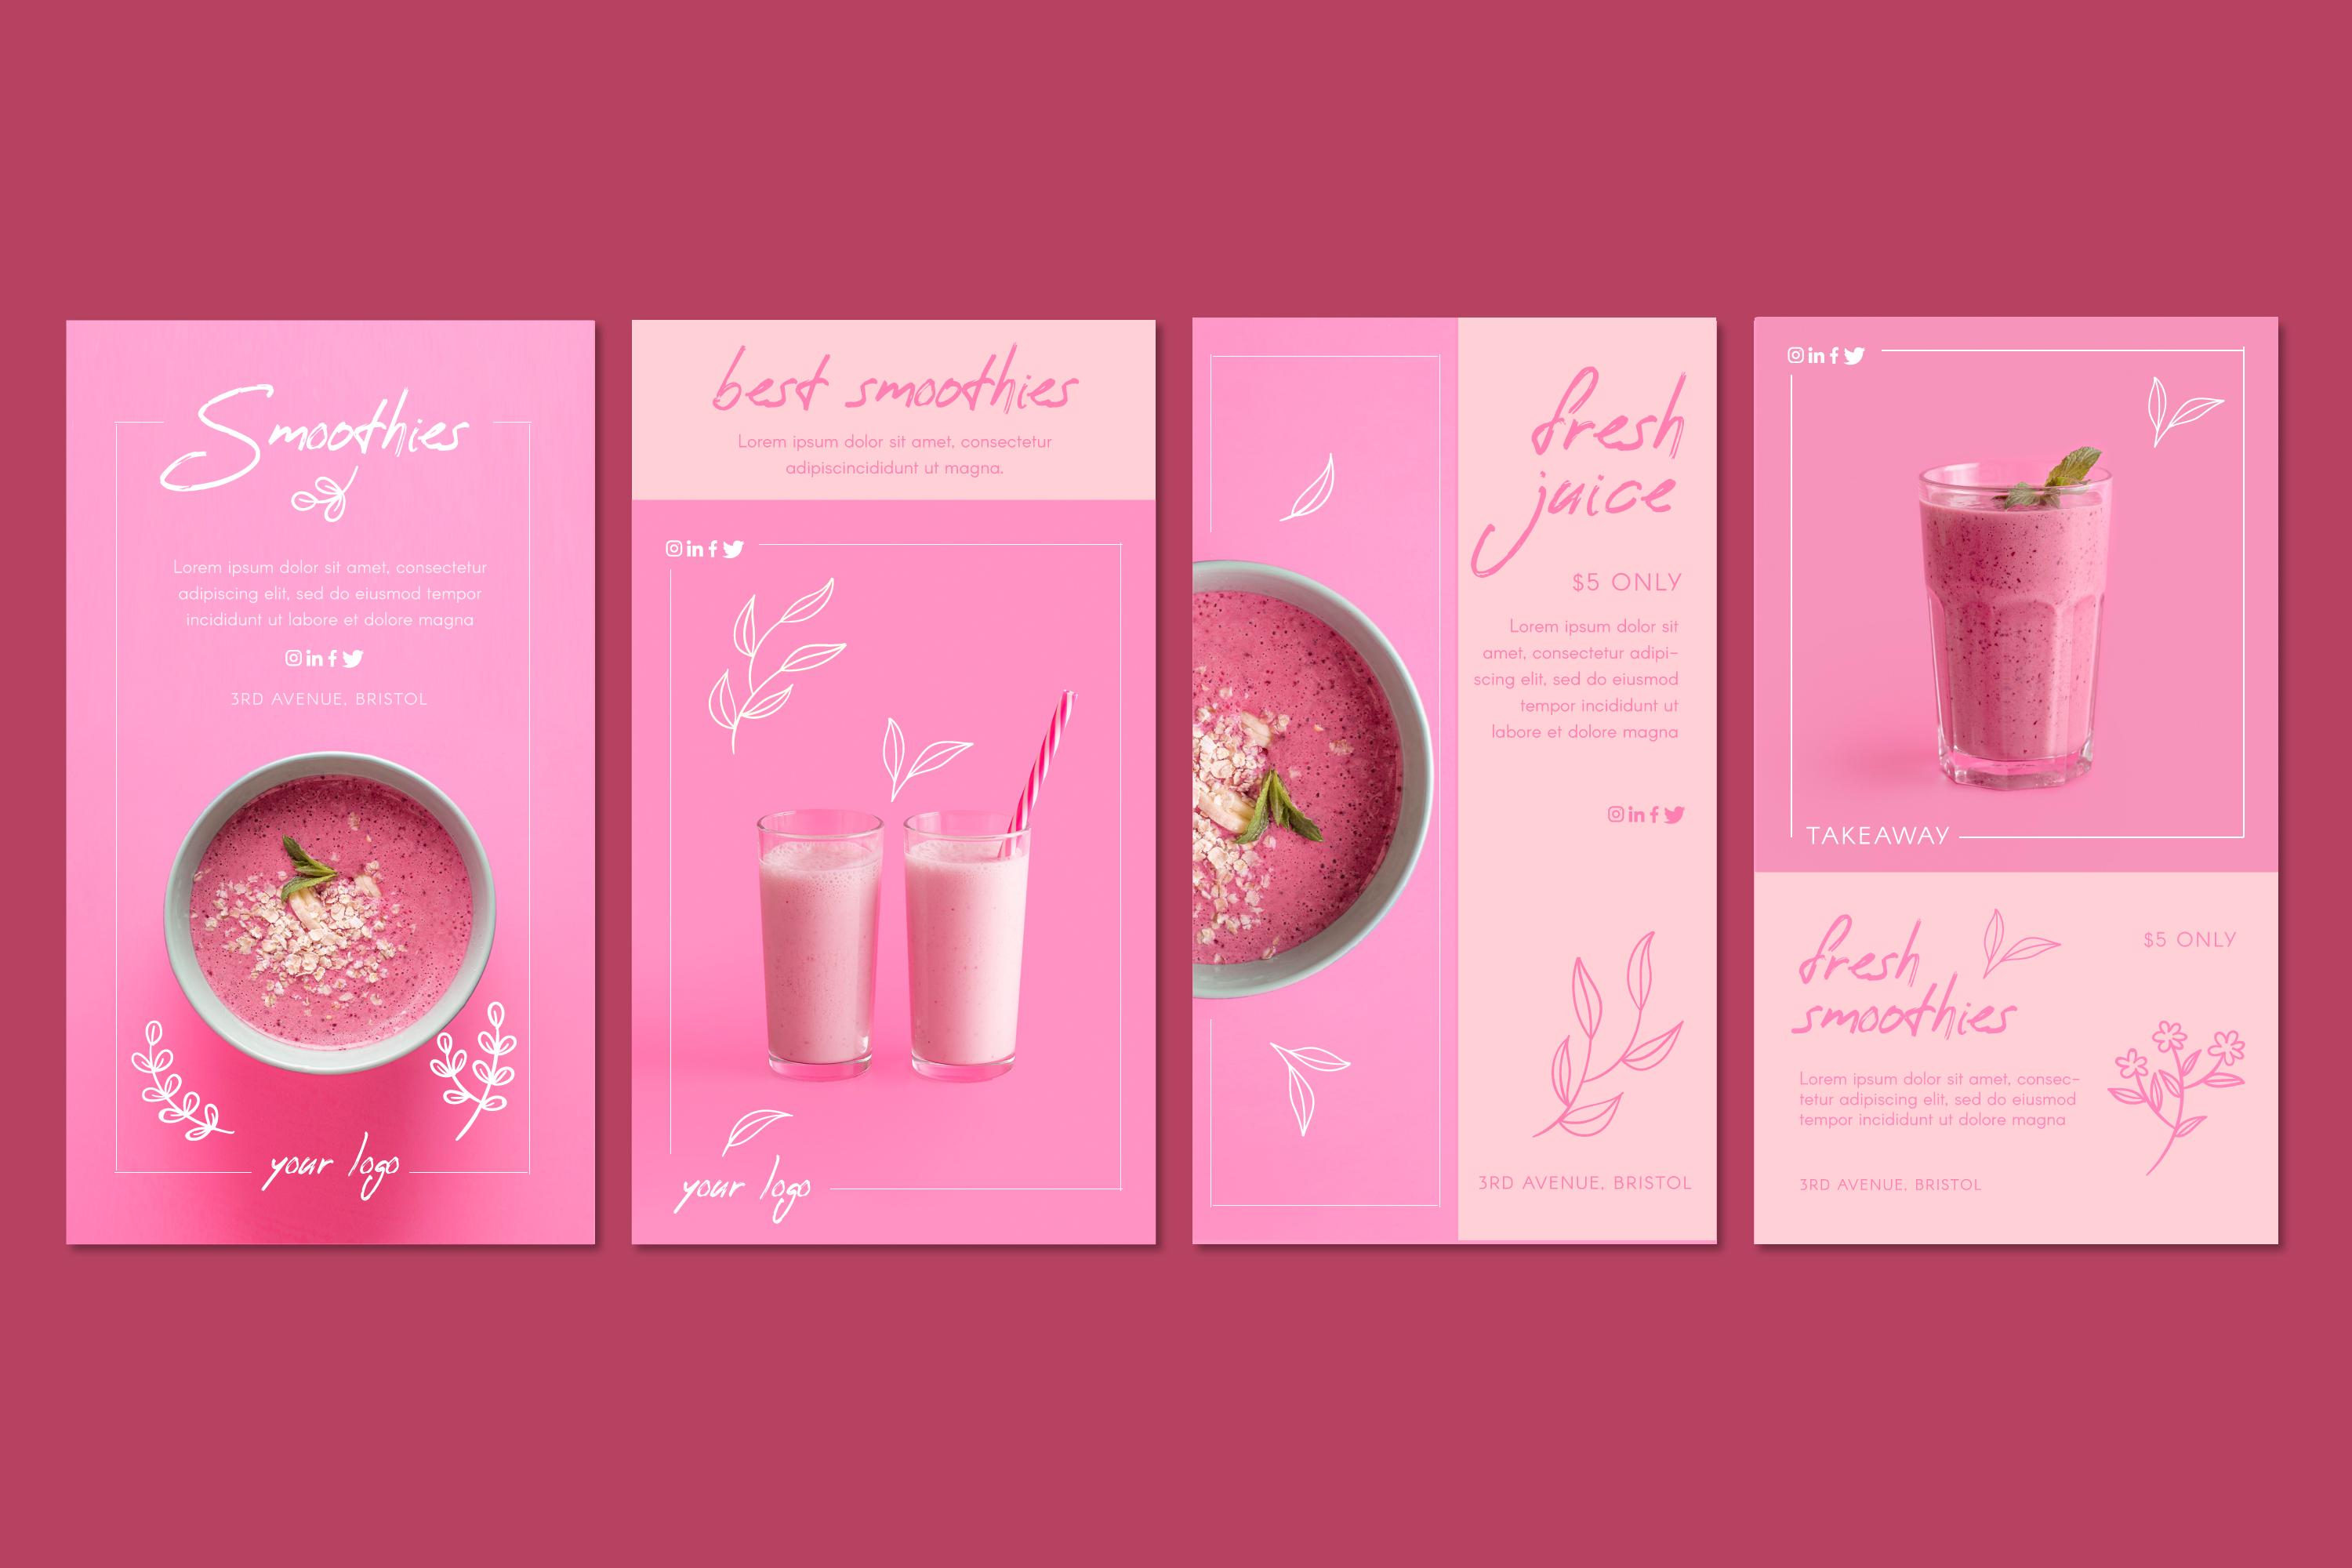 Smoothies
Lorem ipsum dolor sit amet, consectetur
adipiscing elit, sed do eiusmod tempor
incididunt ut labore et dolore magna
3RD AVENUE, BRISTOL
your logo
best smoothies
Lorem ipsum dolor sit amet, consectetur
adipiscincididunt ut magna.
your logo
fresh
juice
$5 ONLY
Lorem ipsum dolor sit
amet, consectetur adipi-
scing elit, sed do eiusmod
tempor incididunt ut
labore et dolore magna
3RD AVENUE, BRISTOL
TAKEAWAY
fresh
smoothies
$5 ONLY
Lorem ipsum dolor sit amet, consec-
tetur adipiscing elit, sed do eiusmod
tempor incididunt ut dolore magna
3RD AVENUE, BRISTOL